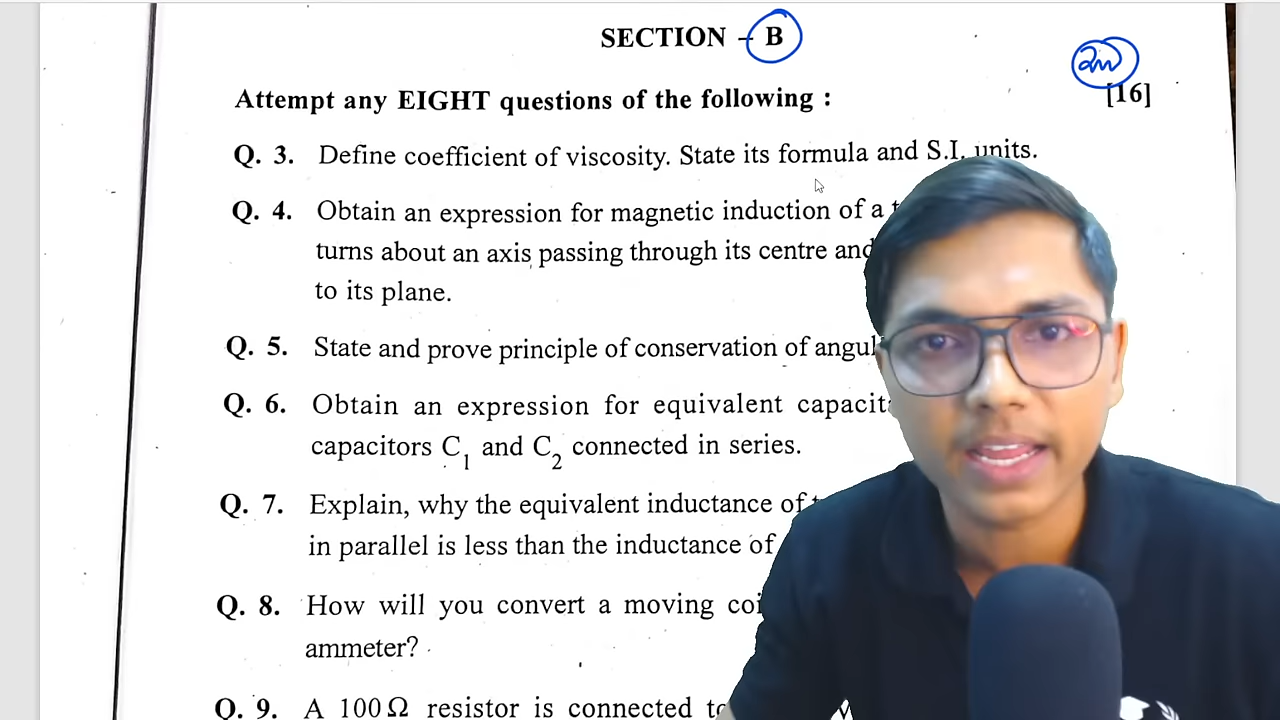 SECTION – B
2m
[16]
Attempt any EIGHT questions of the following :
Q. 3. Define coefficient of viscosity. State its formula and S.I. units.
Q. 4. Obtain an expression for magnetic induction of a
turns about an axis passing through its centre and
to its plane.
Q. 5. State and prove principle of conservation of
Q. 6. Obtain an expression for equivalent
capacitors C1 and C2 connected in series.
Q. 7. Explain, why the equivalent inductance of
in parallel is less than the inductance of
Q. 8. How will you convert a moving
ammeter?
Q. 9. A 100 Ω resistor is connected